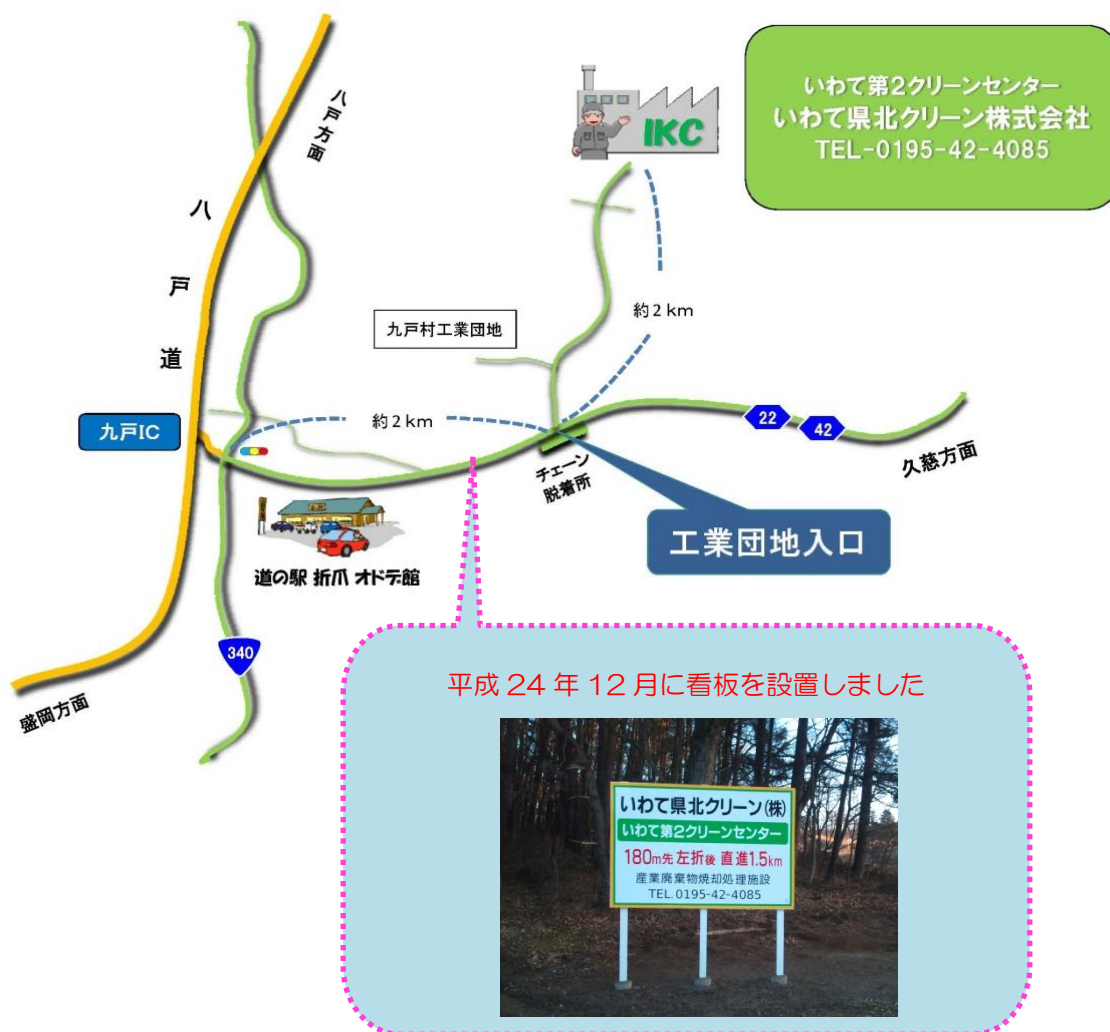 いわて第2クリーンセンター
いわて県北クリーン株式会社
TEL-0195-42-4085
IKC
八戸方面
八戸道
約2km
九戸村工業団地
九戸IC
約2km
22
42
久慈方面
チェーン
脱着所
工業団地入口
道の駅 折爪 オドデ館
340
盛岡方面
平成24年12月に看板を設置しました
いわて県北クリーン(株)
いわて第2クリーンセンター
180m先 左折後 直進1.5km
産業廃棄物焼却処理施設
TEL.0195-42-4085